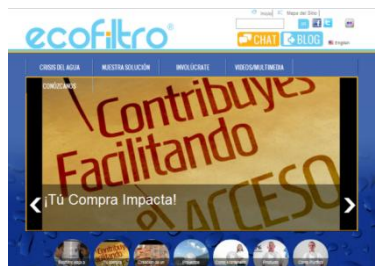 Inicio | Mapa del Sitio |
ecofiltro
CHAT BLOG English
CRISIS DEL AGUA NUESTRA SOLUCIÓN INVOLÚCRATE VIDEOS/MULTIMEDIA
CONÓZCANOS
Contribuyes
Facilitando
el ACCESO
¡Tú Compra Impacta!